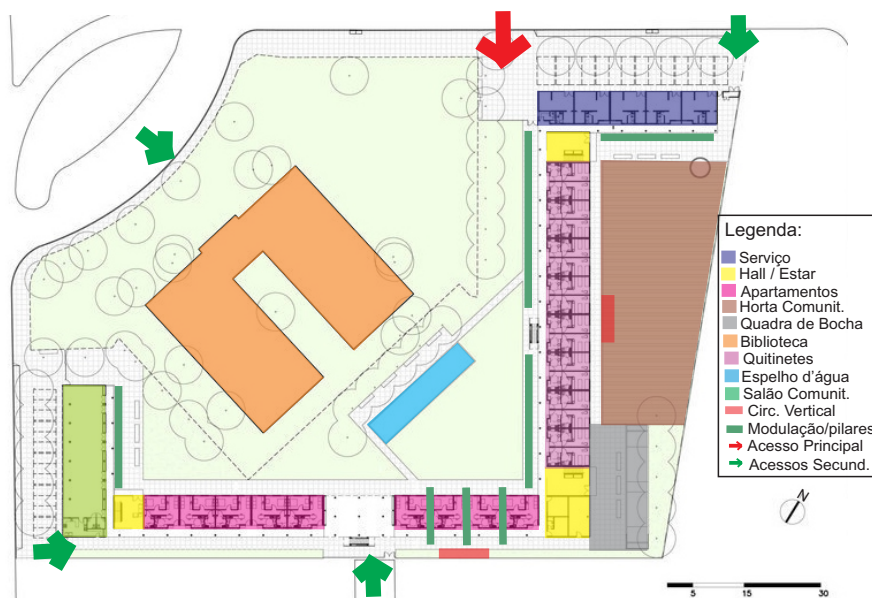 Legenda:
Serviço
Hall / Estar
Apartamentos
Horta Comunit.
Quadra de Bocha
Biblioteca
Quitinetes
Espelho d'água
Salão Comunit.
Circ. Vertical
Modulação/pilares
Acesso Principal
Acessos Secund.
N
5 15 30